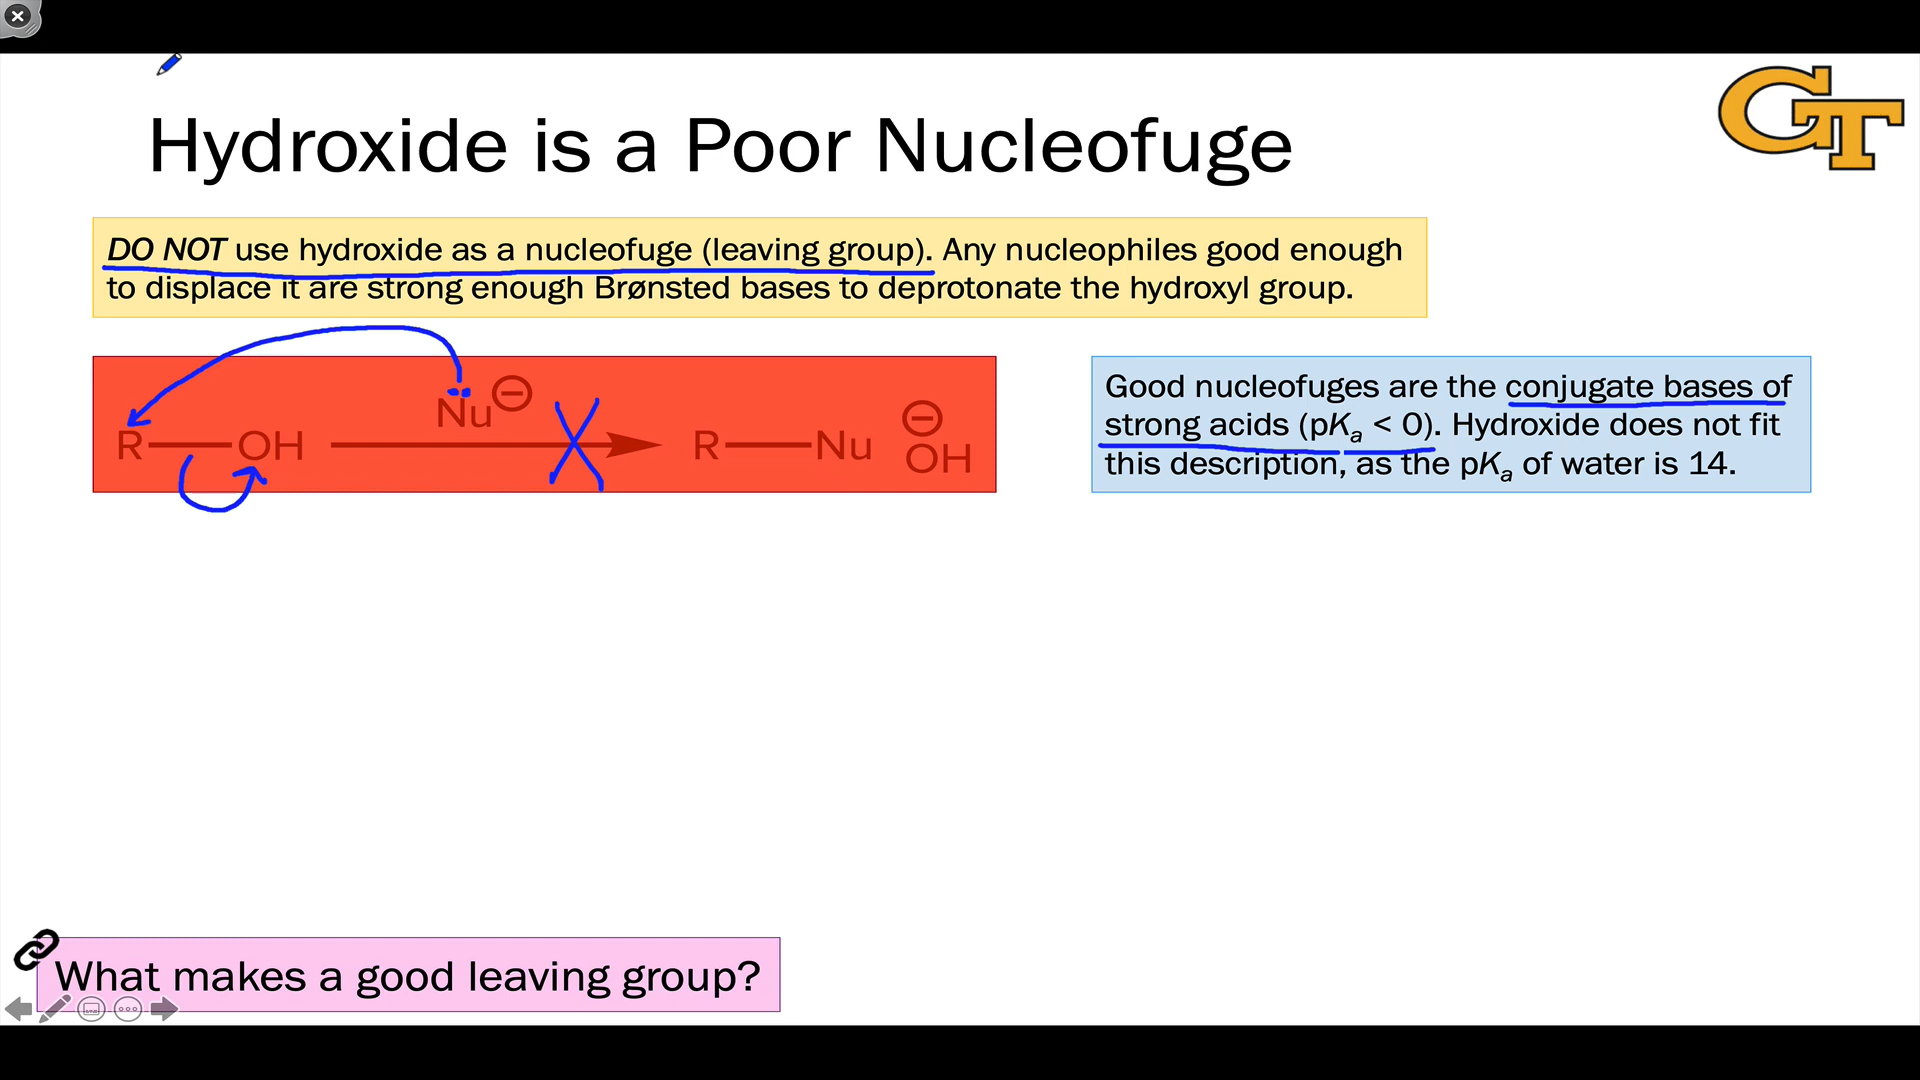 GT
Hydroxide is a Poor Nucleofuge
DO NOT use hydroxide as a nucleofuge (leaving group). Any nucleophiles good enough
to displace it are strong enough Brønsted bases to deprotonate the hydroxyl group.
Nu⊖
R—OH
R—Nu
⊖
OH
Good nucleofuges are the conjugate bases of
strong acids (pKa < 0). Hydroxide does not fit
this description, as the pKa of water is 14.
What makes a good leaving group?